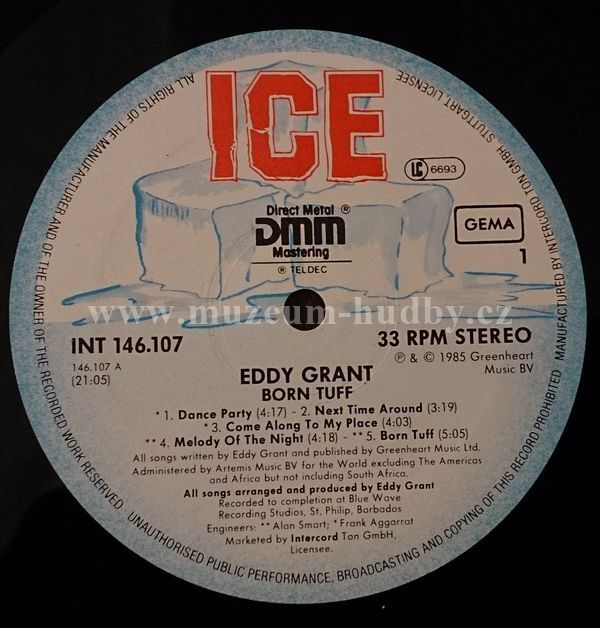 ICE
LC 6693
Direct Metal ®
DMM
Mastering
® TELDEC
GEMA
1
www.muzeum-hudby.cz
INT 146.107
33 RPM STEREO
146.107 A
(21:05)
℗ & © 1985 Greenheart
Music BV
EDDY GRANT
BORN TUFF
* 1. Dance Party (4:17) - 2. Next Time Around (3:19)
* 3. Come Along To My Place (4:03)
** 4. Melody Of The Night (4:18) - ** 5. Born Tuff (5:05)
All songs written by Eddy Grant and published by Greenheart Music Ltd.
Administered by Artemis Music BV for the World excluding The Americas
and Africa but not including South Africa.
All songs arranged and produced by Eddy Grant
Recorded to completion at Blue Wave
Recording Studios, St. Philip, Barbados
Engineers: ** Alan Smart; * Frank Aggarrat
Marketed by Intercord Ton GmbH,
Licensee.
ALL RIGHTS OF THE MANUFACTURER AND OF THE OWNER OF THE RECORDED WORK RESERVED
UNAUTHORISED PUBLIC PERFORMANCE, BROADCASTING AND COPYING OF THIS RECORD PROHIBITED
MANUFACTURED BY INTERCORD TON GMBH, STUTTGART LICENSEE